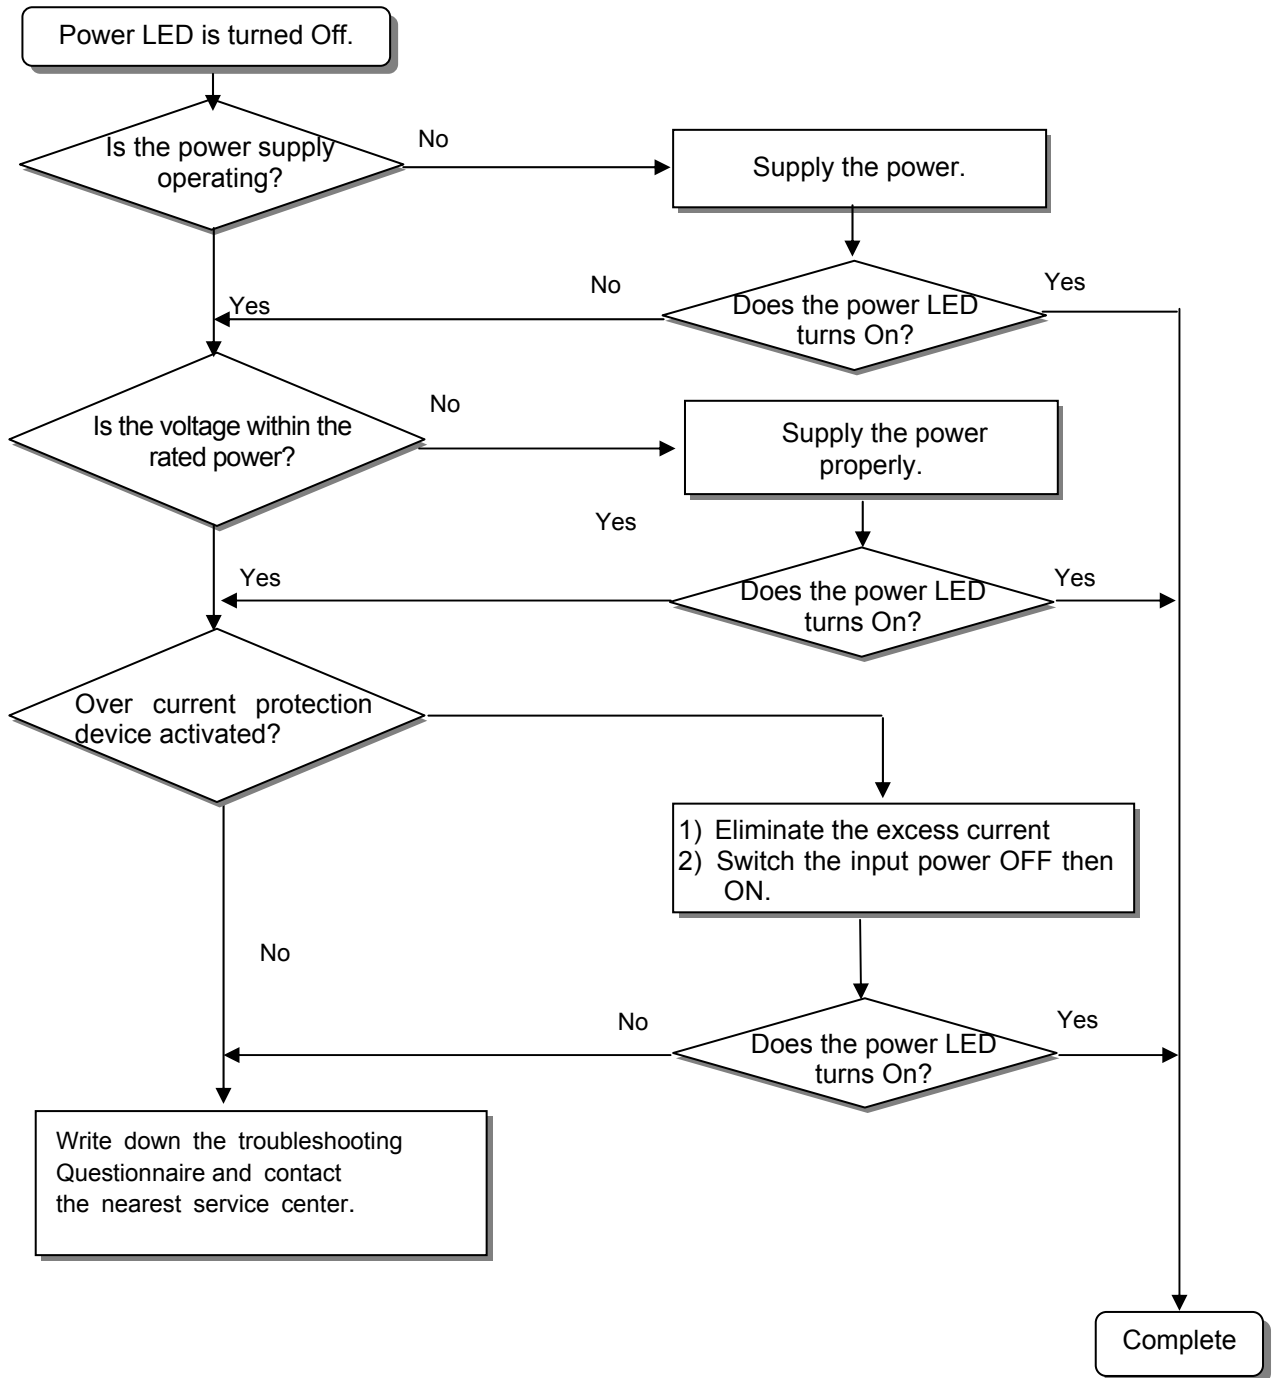 Power LED is turned Off.
Is the power supply
operating?
No
Supply the power.
Yes
No
Does the power LED
turns On?
Yes
Is the voltage within the
rated power?
No
Supply the power
properly.
Yes
Yes
Does the power LED
turns On?
Yes
Over current protection
device activated?
1) Eliminate the excess current
2) Switch the input power OFF then
ON.
No
No
Does the power LED
turns On?
Yes
Write down the troubleshooting
Questionnaire and contact
the nearest service center.
Complete